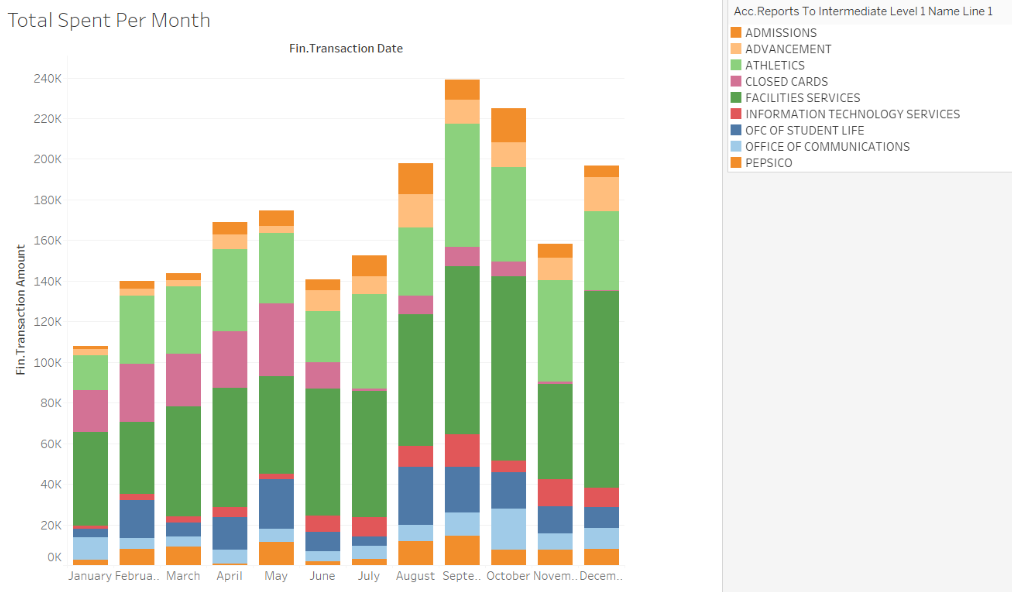 Total Spent Per Month
Fin.Transaction Date
Fin.Transaction Amount
240K
220K
200K
180K
160K
140K
120K
100K
80K
60K
40K
20K
0K
January Februa.. March April May June July August Septe.. October Novem.. Decem..
Acc.Reports To Intermediate Level 1 Name Line 1
ADMISSIONS
ADVANCEMENT
ATHLETICS
CLOSED CARDS
FACILITIES SERVICES
INFORMATION TECHNOLOGY SERVICES
OFC OF STUDENT LIFE
OFFICE OF COMMUNICATIONS
PEPSICO